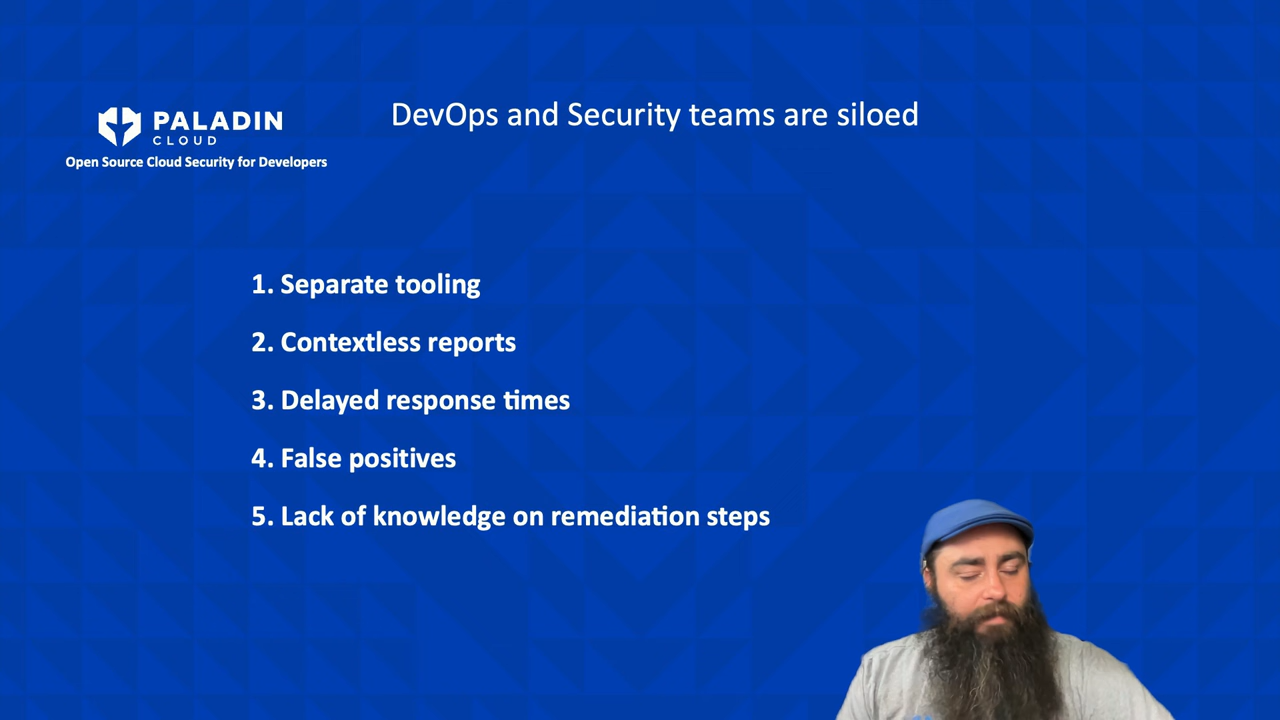 PALADIN
CLOUD
Open Source Cloud Security for Developers
DevOps and Security teams are siloed
1. Separate tooling
2. Contextless reports
3. Delayed response times
4. False positives
5. Lack of knowledge on remediation steps